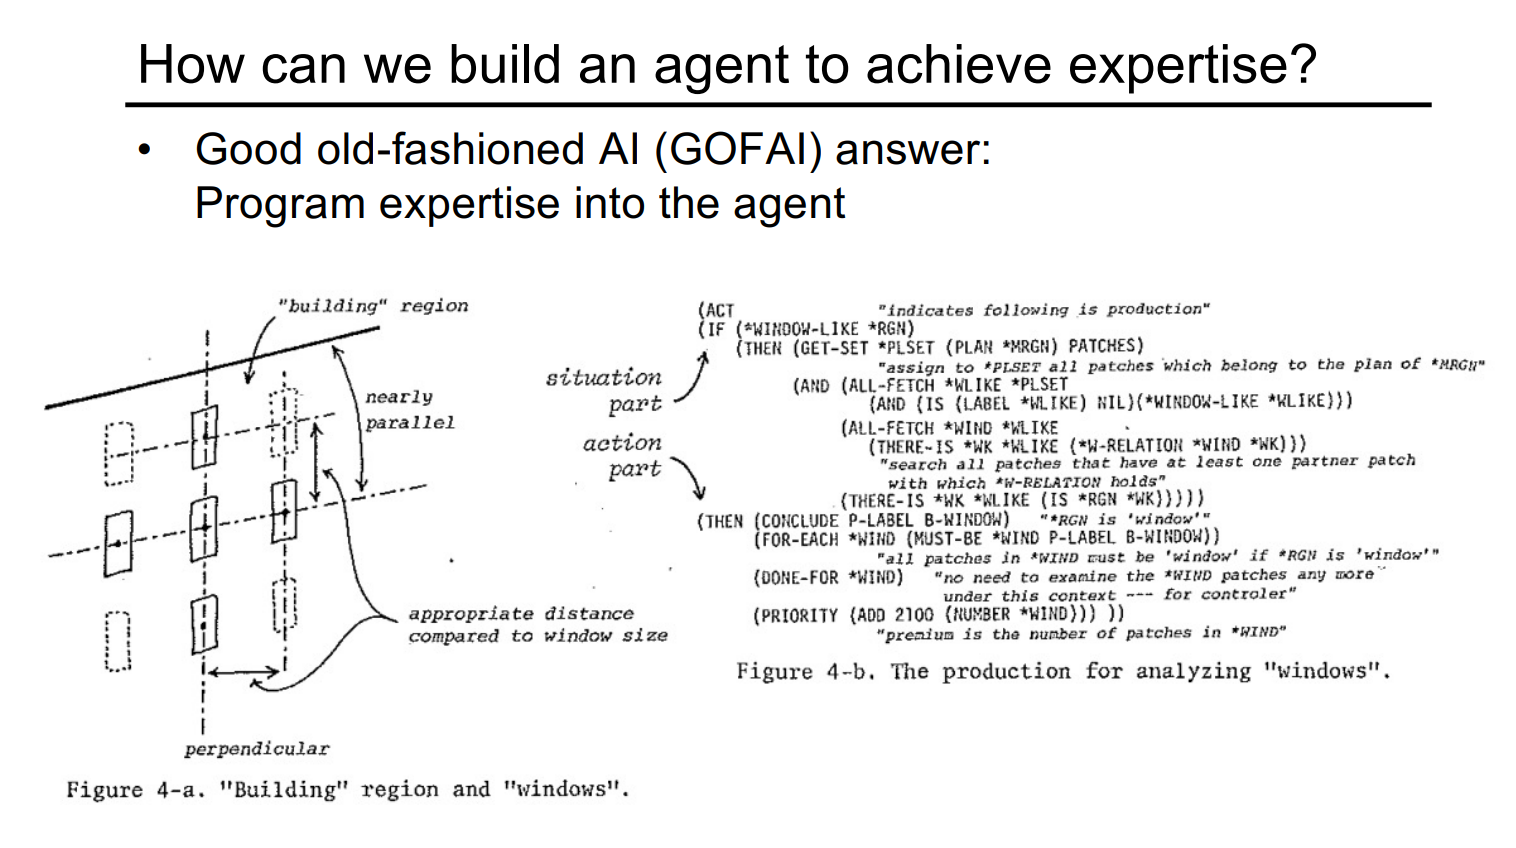 How can we build an agent to achieve expertise?
• Good old-fashioned AI (GOFAI) answer:
Program expertise into the agent
"building" region
nearly
parallel
appropriate distance
compared to window size
perpendicular
Figure 4-a. "Building" region and "windows".
situation
part
action
part
(ACT "indicates following is production"
(IF (*WINDOW-LIKE *RGN)
(THEN (GET-SET *PLSET (PLAN *MRGN) PATCHES)
"assign to *PLSET all patches which belong to the plan of *MRGN"
(AND (ALL-FETCH *WLIKE *PLSET
(AND (IS (LABEL *WLIKE) NIL)(*WINDOW-LIKE *WLIKE)))
(ALL-FETCH *WIND *WLIKE
(THERE-IS *WK *WLIKE (*W-RELATION *WIND *WK)))
"search all patches that have at least one partner patch
with which *W-RELATION holds"
(THERE-IS *WK *WLIKE (IS *RGN *WK)))))
(THEN (CONCLUDE P-LABEL B-WINDOW) "*RGN is 'window'"
(FOR-EACH *WIND (MUST-BE *WIND P-LABEL B-WINDOW))
"all patches in *WIND must be 'window' if *RGN is 'window'"
(DONE-FOR *WIND) "no need to examine the *WIND patches any more
under this context --- for controler"
(PRIORITY (ADD 2100 (NUMBER *WIND))) ))
"premium is the number of patches in *WIND"
Figure 4-b. The production for analyzing "windows".